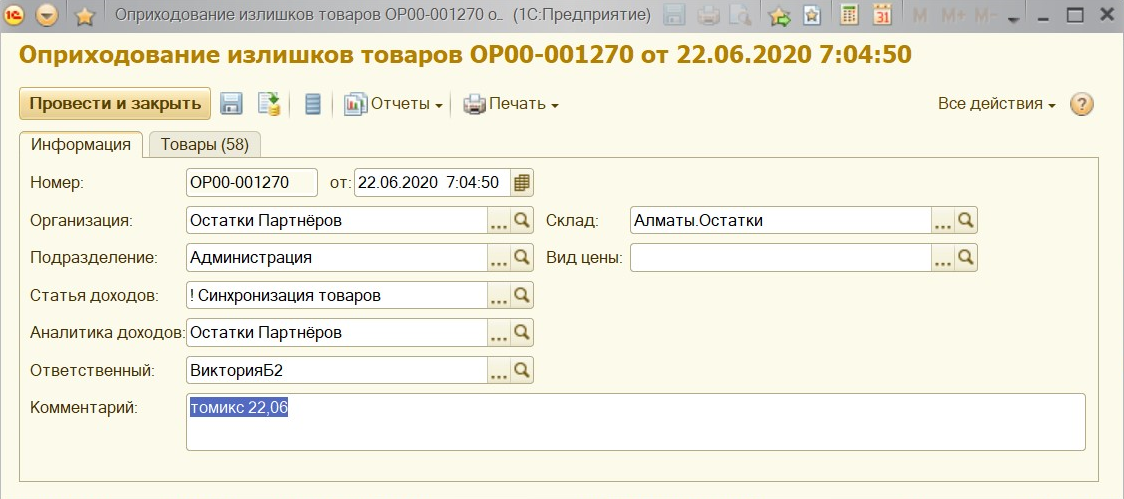 Оприходование излишков товаров ОР00-001270 о... (1С:Предприятие) 31 M M+ M-
Оприходование излишков товаров ОР00-001270 от 22.06.2020 7:04:50
Провести и закрыть Отчеты Печать Все действия ?
Информация Товары (58)
Номер: ОР00-001270 от: 22.06.2020 7:04:50
Организация: Остатки Партнёров ... Склад: Алматы.Остатки ...
Подразделение: Администрация ... Вид цены: ...
Статья доходов: ! Синхронизация товаров ...
Аналитика доходов: Остатки Партнёров ...
Ответственный: ВикторияБ2 ...
Комментарий: томикс 22,06